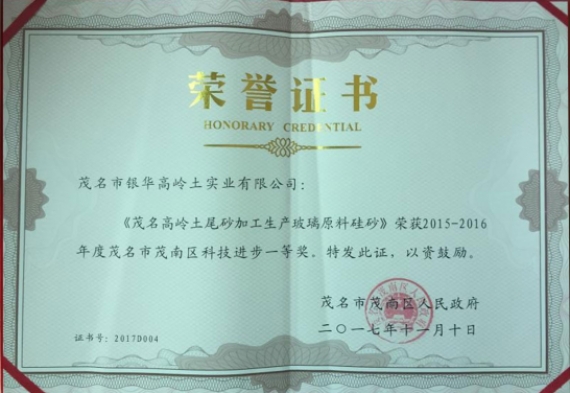 荣誉证书
HONORARY CREDENTIAL
茂名市银华高岭土实业有限公司：
《茂名高岭土尾砂加工生产玻璃原料硅砂》荣获2015-2016
年度茂名市茂南区科技进步一等奖。特发此证，以资鼓励。
茂名市茂南区人民政府
二〇一七年十一月十日
证书号：2017D004